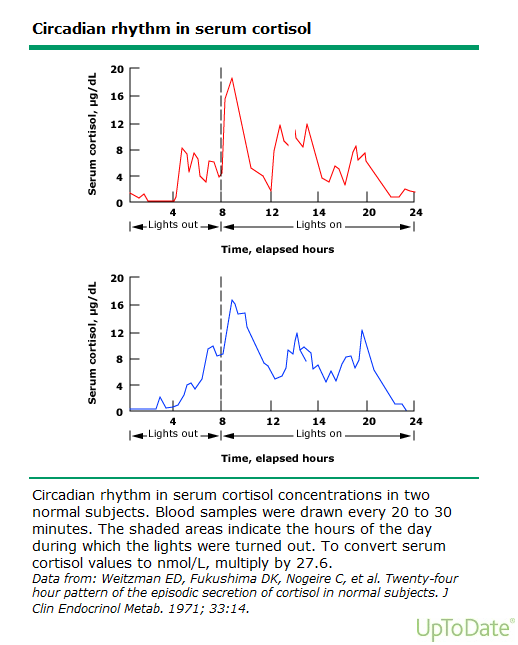 Circadian rhythm in serum cortisol
Serum cortisol, µg/dL
20
16
12
8
4
0
4 8 12 14 20 24
Lights out Lights on
Time, elapsed hours
Serum cortisol, µg/dL
20
16
12
8
4
0
4 8 12 14 20 24
Lights out Lights on
Time, elapsed hours
Circadian rhythm in serum cortisol concentrations in two
normal subjects. Blood samples were drawn every 20 to 30
minutes. The shaded areas indicate the hours of the day
during which the lights were turned out. To convert serum
cortisol values to nmol/L, multiply by 27.6.
Data from: Weitzman ED, Fukushima DK, Nogeire C, et al. Twenty-four
hour pattern of the episodic secretion of cortisol in normal subjects. J
Clin Endocrinol Metab. 1971; 33:14.
UpToDate®